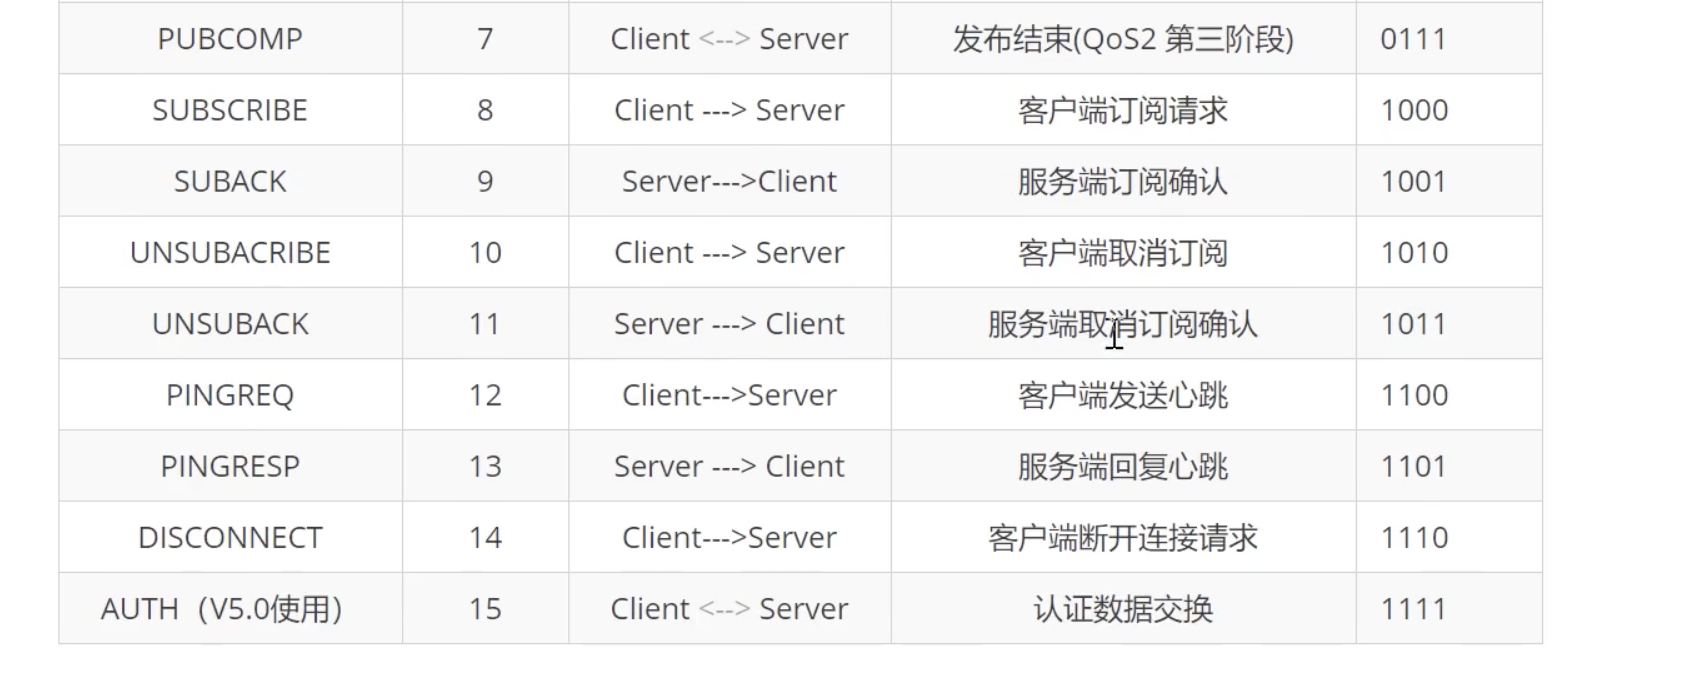 PUBCOMP 7 Client <--> Server 发布结束(QoS2 第三阶段) 0111
SUBSCRIBE 8 Client ---> Server 客户端订阅请求 1000
SUBACK 9 Server--->Client 服务端订阅确认 1001
UNSUBACRIBE 10 Client ---> Server 客户端取消订阅 1010
UNSUBACK 11 Server ---> Client 服务端取消订阅确认 1011
PINGREQ 12 Client--->Server 客户端发送心跳 1100
PINGRESP 13 Server ---> Client 服务端回复心跳 1101
DISCONNECT 14 Client--->Server 客户端断开连接请求 1110
AUTH（V5.0使用） 15 Client <--> Server 认证数据交换 1111